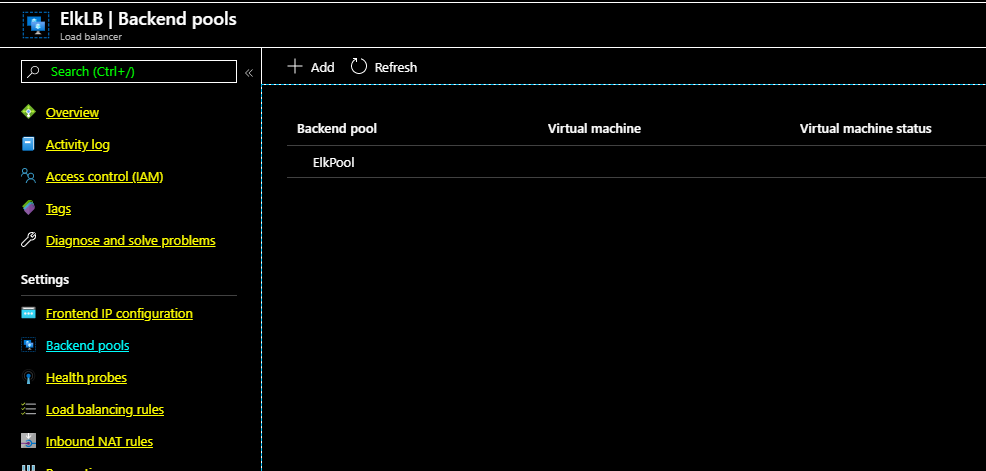 ElkLB | Backend pools
Load balancer
Search (Ctrl+/)
«
Add
Refresh
Overview
Activity log
Access control (IAM)
Tags
Diagnose and solve problems
Settings
Frontend IP configuration
Backend pools
Health probes
Load balancing rules
Inbound NAT rules
Backend pool Virtual machine Virtual machine status
ElkPool